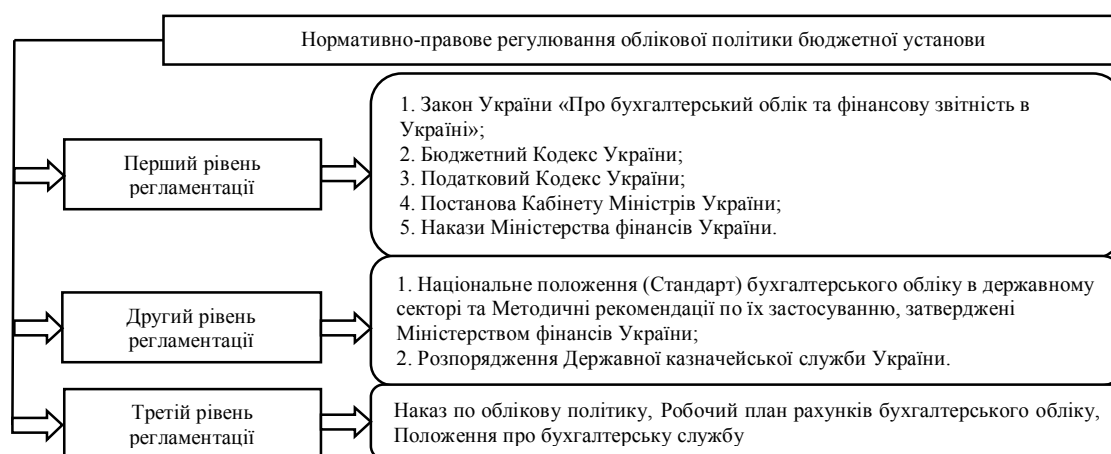 Нормативно-правове регулювання облікової політики бюджетної установи
Перший рівень
регламентації
1. Закон України «Про бухгалтерський облік та фінансову звітність в
Україні»;
2. Бюджетний Кодекс України;
3. Податковий Кодекс України;
4. Постанова Кабінету Міністрів України;
5. Накази Міністерства фінансів України.
Другий рівень
регламентації
1. Національне положення (Стандарт) бухгалтерського обліку в державному
секторі та Методичні рекомендації по їх застосуванню, затверджені
Міністерством фінансів України;
2. Розпорядження Державної казначейської служби України.
Третій рівень
регламентації
Наказ по облікову політику, Робочий план рахунків бухгалтерського обліку,
Положення про бухгалтерську службу